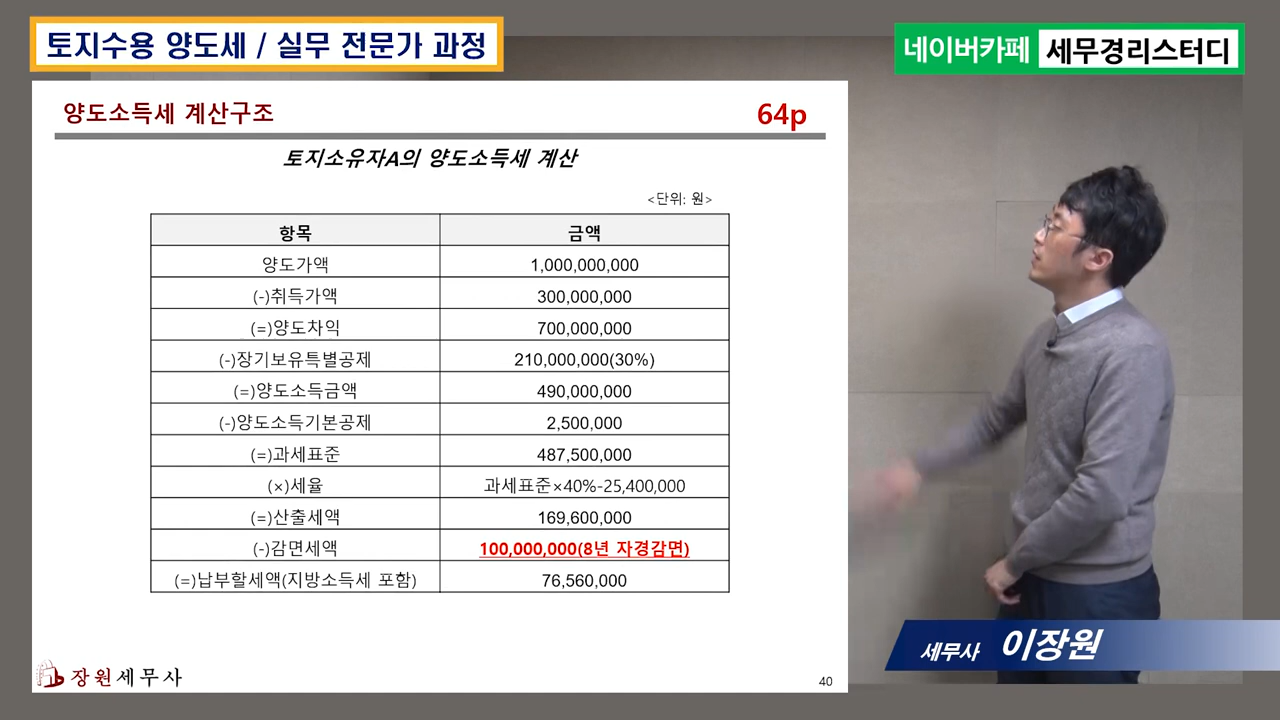 토지수용 양도세 / 실무 전문가 과정
네이버카페 세무경리스터디
양도소득세 계산구조
64p
토지소유자A의 양도소득세 계산
<단위: 원>
항목 금액
양도가액 1,000,000,000
(-)취득가액 300,000,000
(=)양도차익 700,000,000
(-)장기보유특별공제 210,000,000(30%)
(=)양도소득금액 490,000,000
(-)양도소득기본공제 2,500,000
(=)과세표준 487,500,000
(×)세율 과세표준×40%-25,400,000
(=)산출세액 169,600,000
(-)감면세액 100,000,000(8년 자경감면)
(=)납부할세액(지방소득세 포함) 76,560,000
세무사 이장원
장원세무사
40